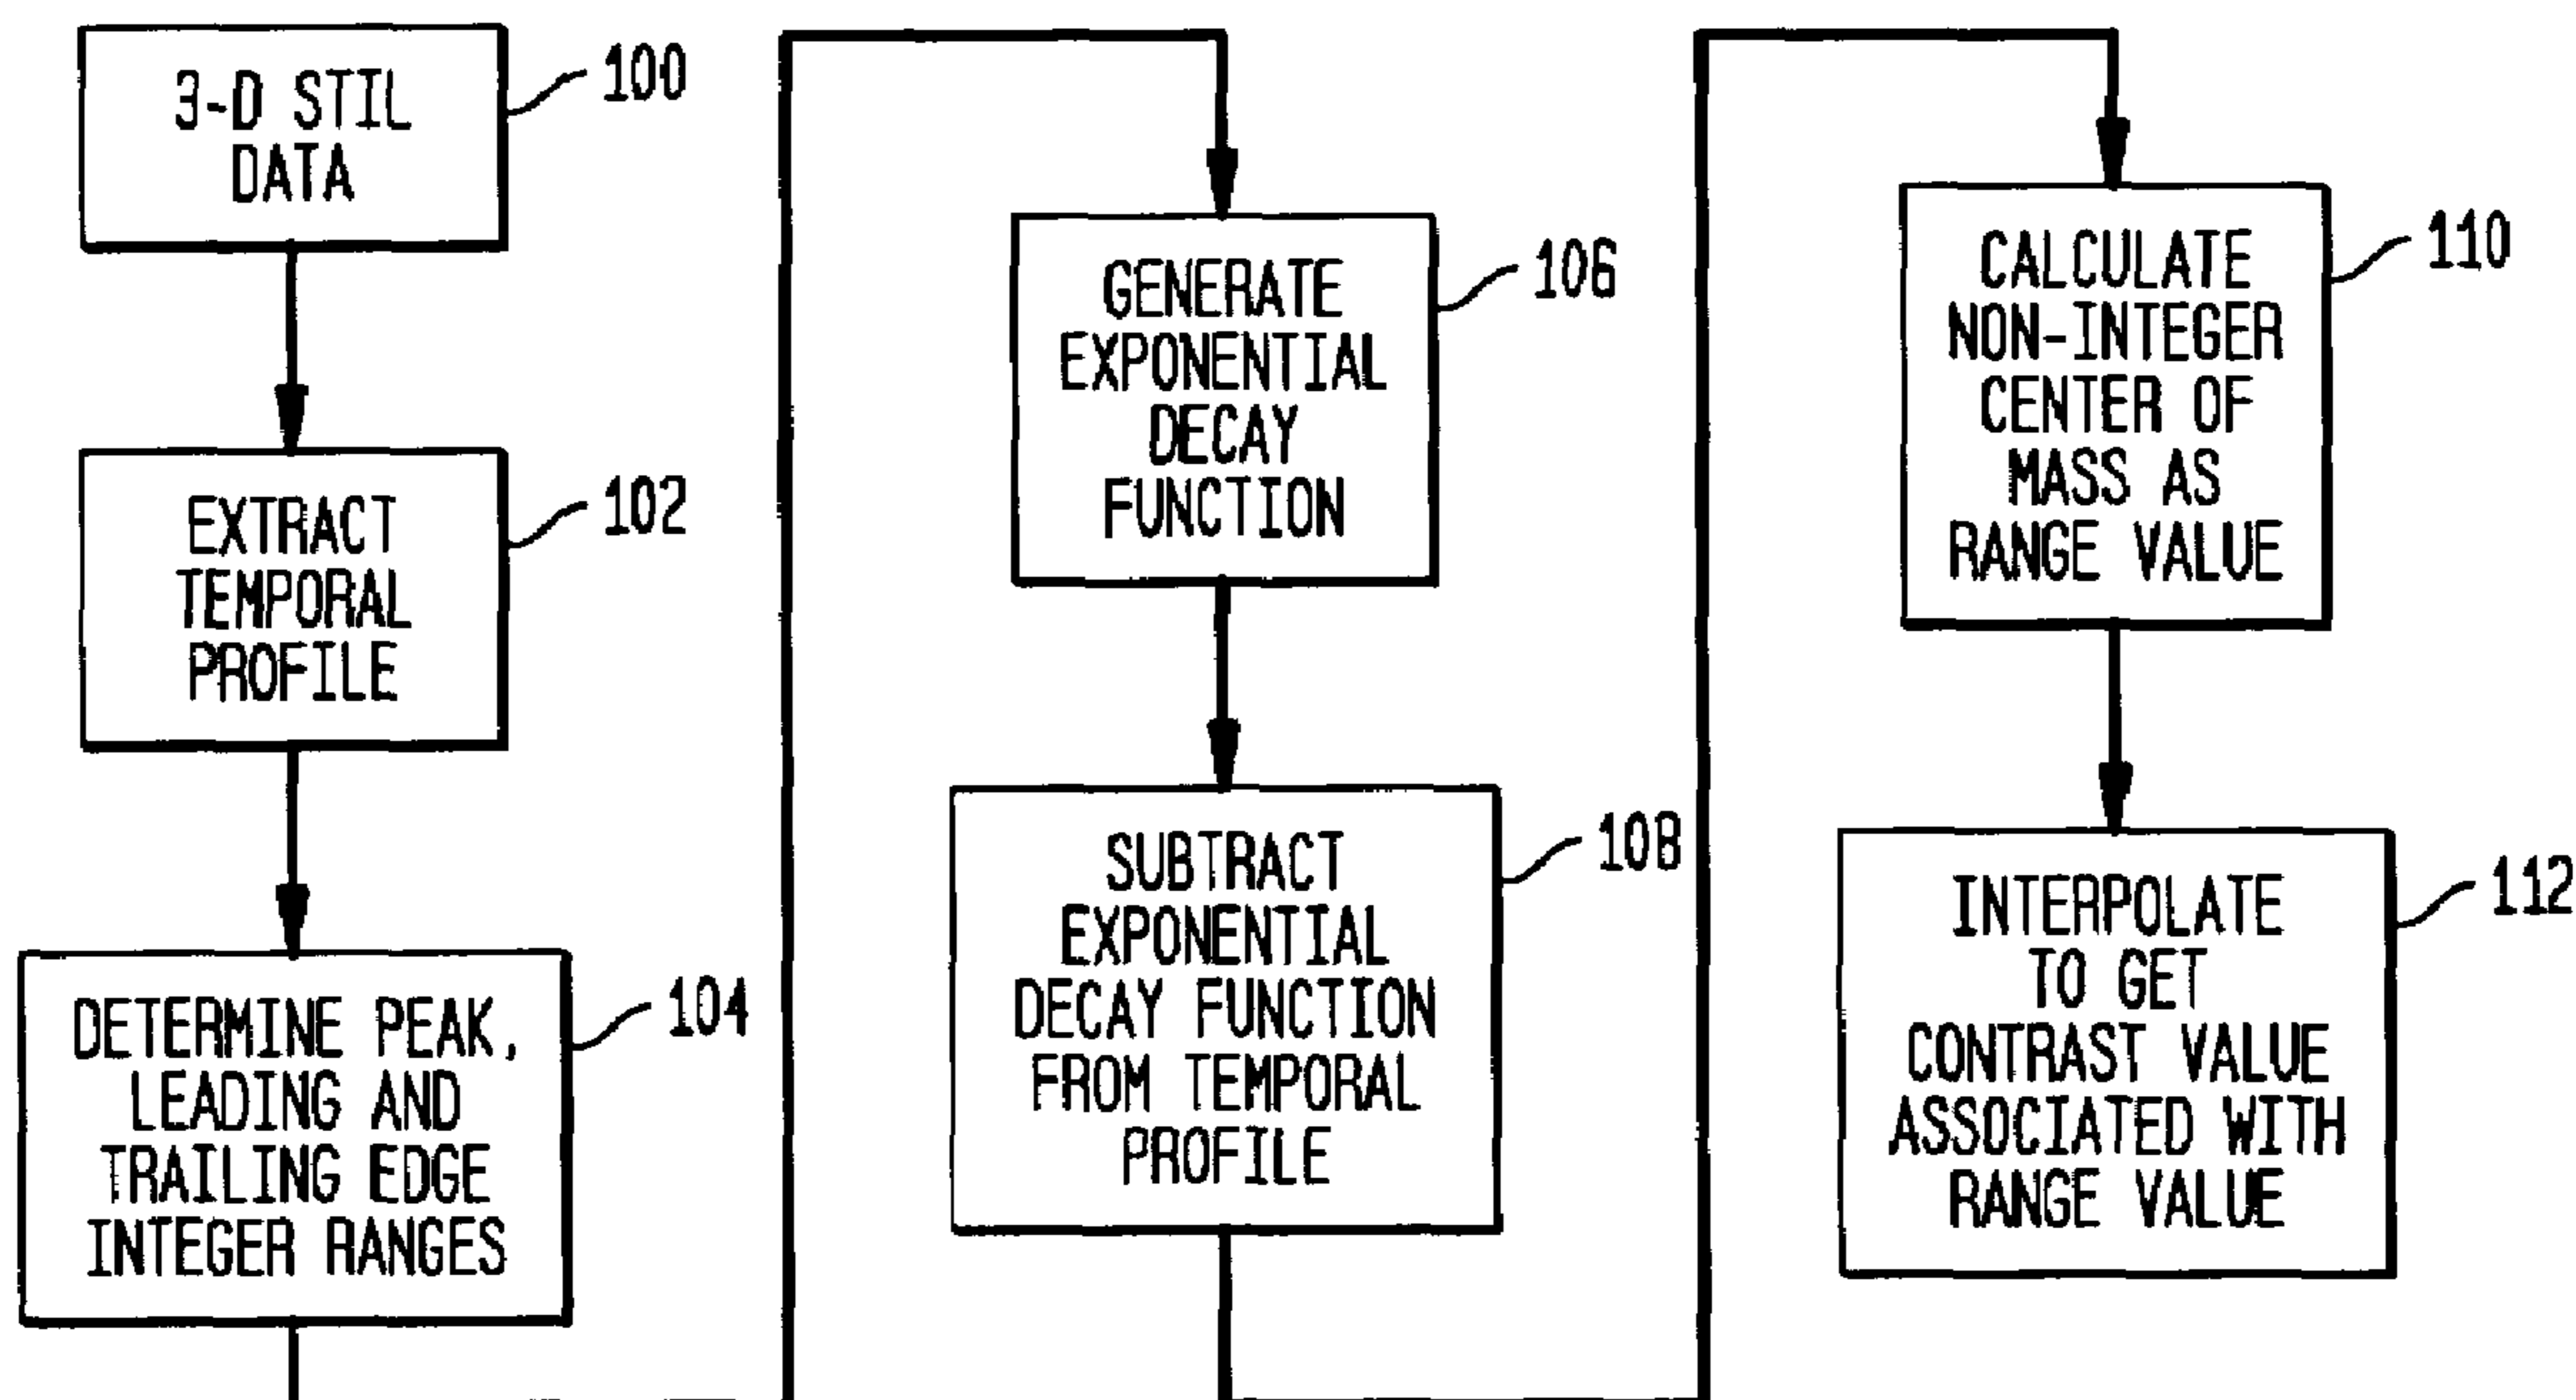 3-D STIL
DATA
100
EXTRACT
TEMPORAL
PROFILE
102
DETERMINE PEAK,
LEADING AND
TRAILING EDGE
INTEGER RANGES
104
GENERATE
EXPONENTIAL
DECAY
FUNCTION
106
SUBTRACT
EXPONENTIAL
DECAY FUNCTION
FROM TEMPORAL
PROFILE
108
CALCULATE
NON-INTEGER
CENTER OF
MASS AS
RANGE VALUE
110
INTERPOLATE
TO GET
CONTRAST VALUE
ASSOCIATED WITH
RANGE VALUE
112